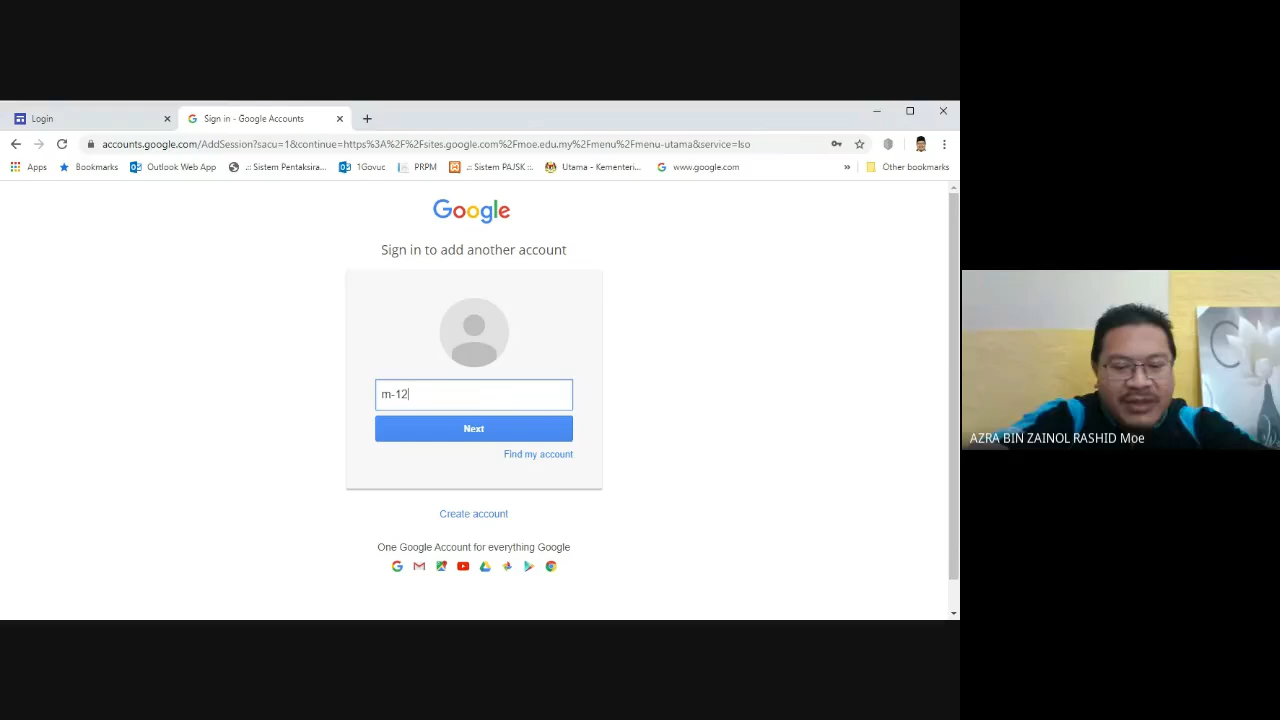 Login
Sign in - Google Accounts
accounts.google.com/AddSession?sacu=1&continue=https%3A%2F%2Fsites.google.com%2Fmoe.edu.my%2Fmenu%2Fmenu-utama&service=lso
Apps Bookmarks Outlook Web App .:: Sistem Pentaksira... 1Govuc PRPM .:: Sistem PAJSK ::. Utama - Kementeri... www.google.com » Other bookmarks
Google
Sign in to add another account
m-12
Next
Find my account
Create account
One Google Account for everything Google
AZRA BIN ZAINOL RASHID Moe